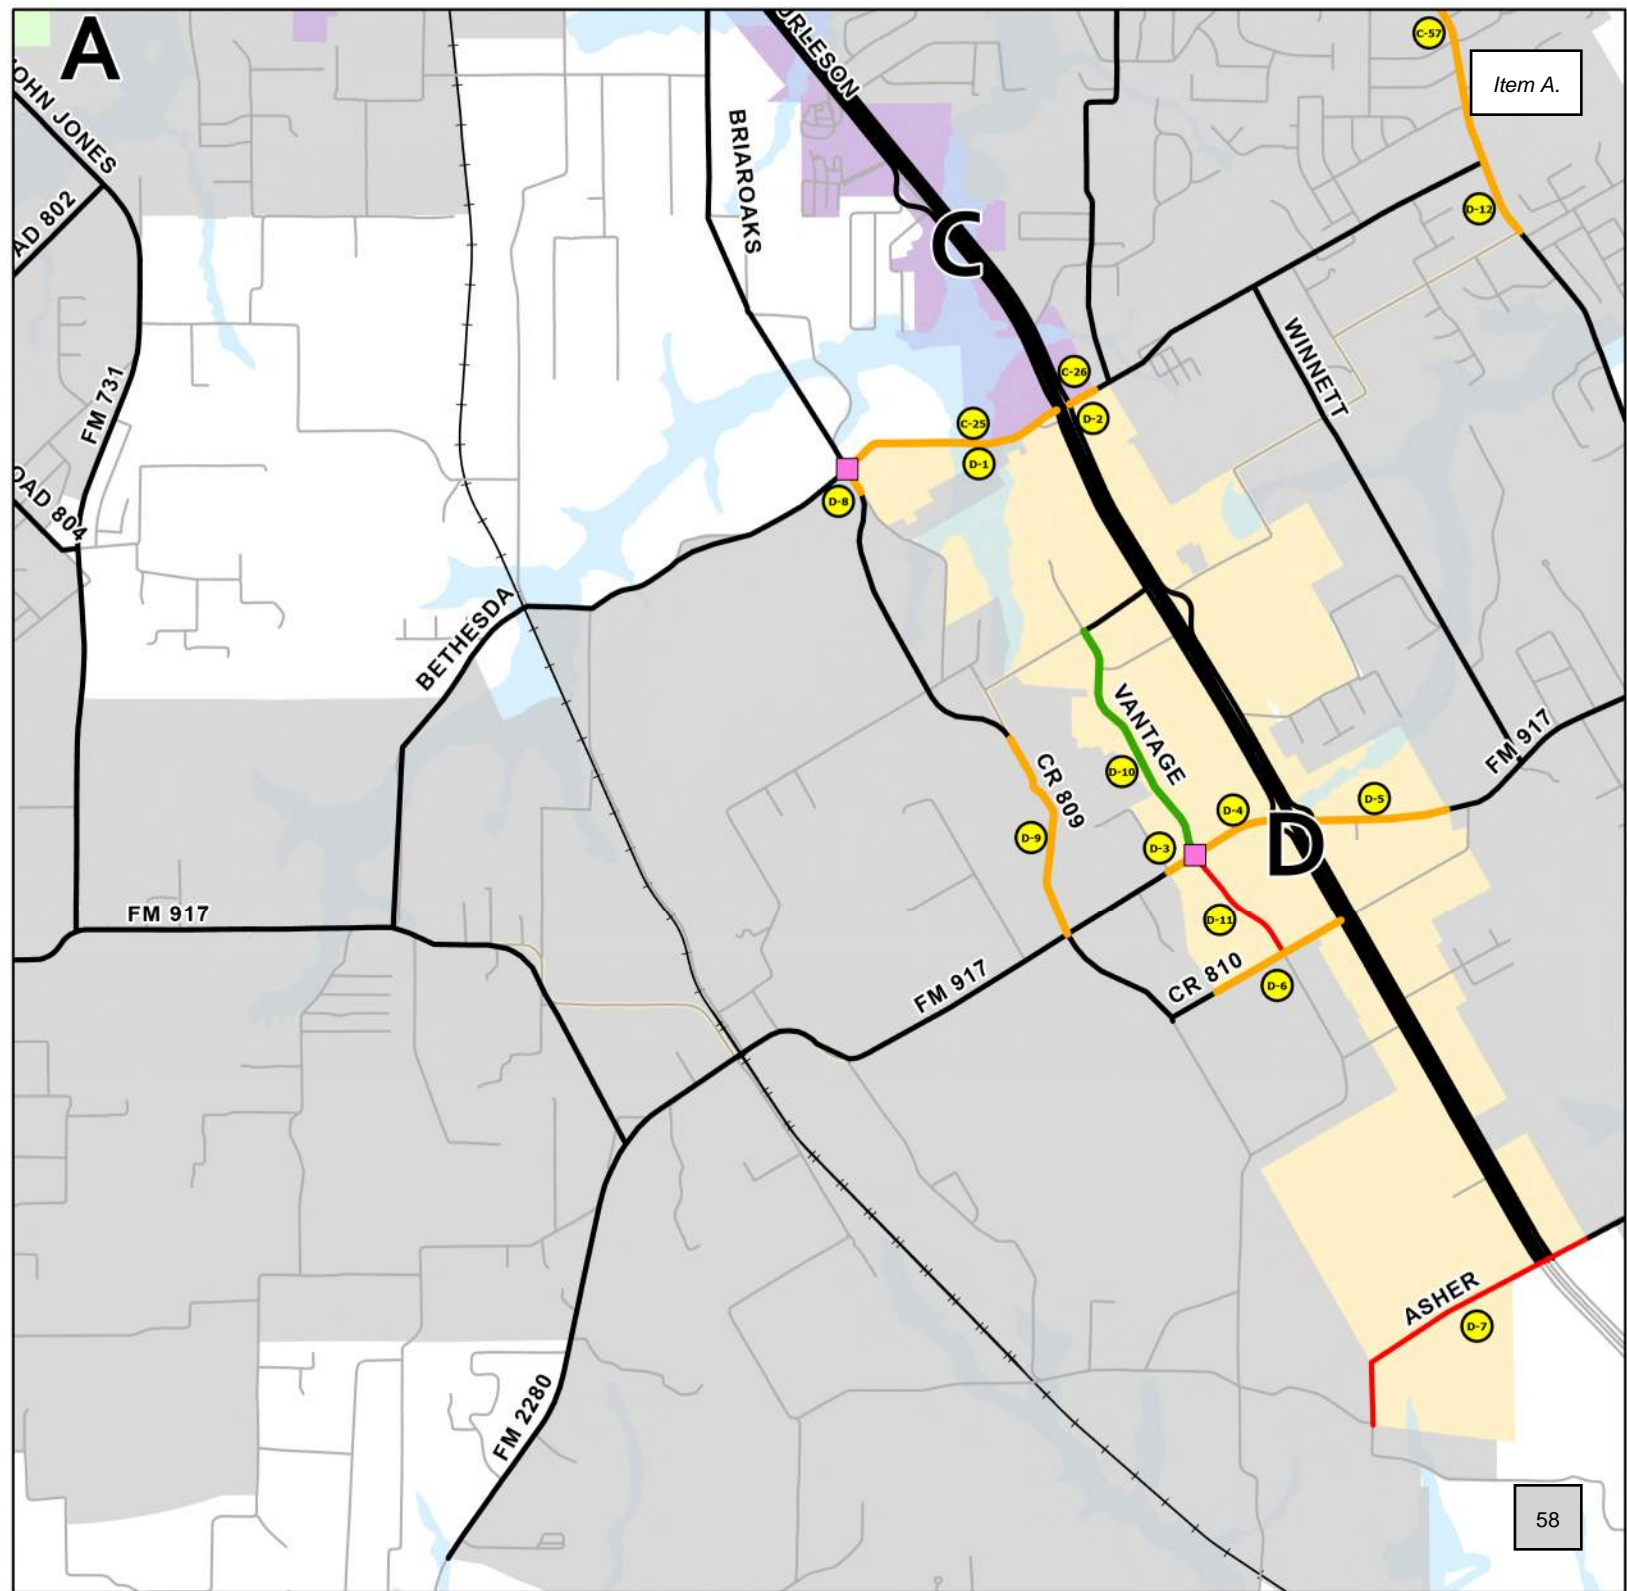 A
ORLESON
C-57
Item A.
OHN JONES
BRIAROAKS
AD 802
D-12
C
WINNETT
FM 731
C-26
D-2
C-25
D-1
OAD 804
D-8
BETHESDA
VANTAGE
FM 917
CR 809
D-10
D-5
D-4
D-9
D-3
D
FM 917
D-11
FM 917
CR 810
D-6
ASHER
D-7
FM 2280
58